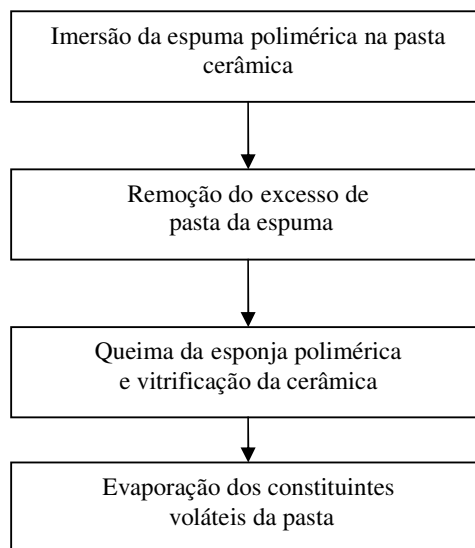 Imersão da espuma polimérica na pasta
cerâmica
Remoção do excesso de
pasta da espuma
Queima da esponja polimérica
e vitrificação da cerâmica
Evaporação dos constituintes
voláteis da pasta